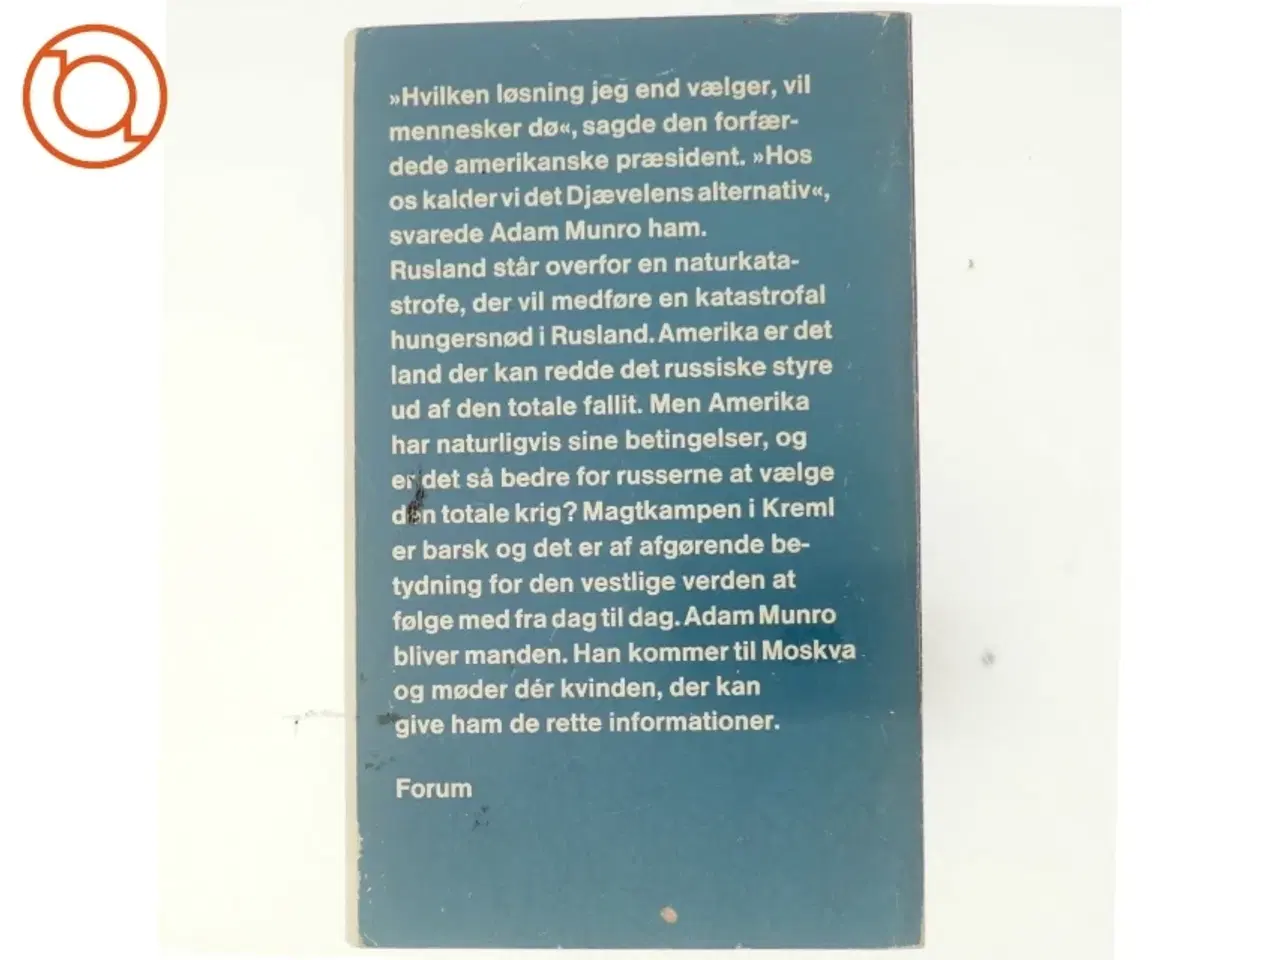 »Hvilken løsning jeg end vælger, vil
mennesker dø«, sagde den forfær-
dede amerikanske præsident. »Hos
os kalder vi det Djævelens alternativ«,
svarede Adam Munro ham.
Rusland står overfor en naturkata-
strofe, der vil medføre en katastrofal
hungersnød i Rusland. Amerika er det
land der kan redde det russiske styre
ud af den totale fallit. Men Amerika
har naturligvis sine betingelser, og
er det så bedre for russerne at vælge
den totale krig? Magtkampen i Kreml
er barsk og det er af afgørende be-
tydning for den vestlige verden at
følge med fra dag til dag. Adam Munro
bliver manden. Han kommer til Moskva
og møder dér kvinden, der kan
give ham de rette informationer.
Forum